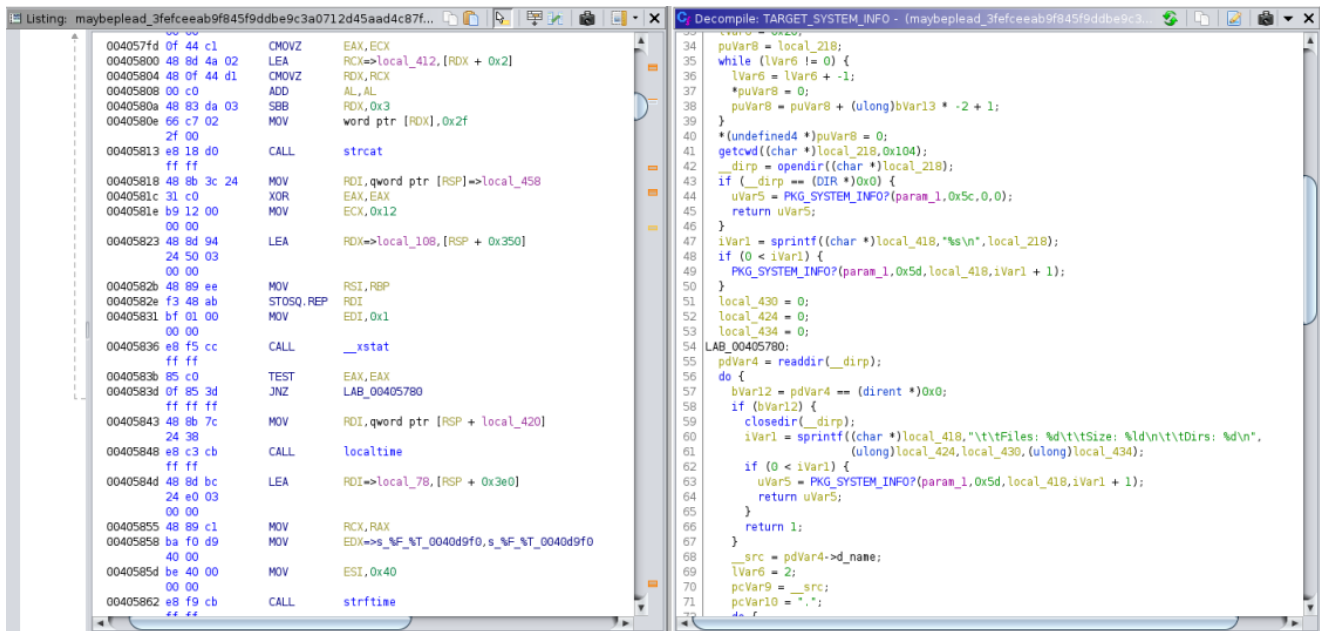 Listing: maybeplead_3fefceeab9f845f9ddbe9c3a0712d45aad4c87f...
00 00
004057fd 0f 44 c1 CMOVZ EAX,ECX
00405800 48 8d 4a 02 LEA RCX=>local_412,[RDX + 0x2]
00405804 48 0f 44 d1 CMOVZ RDX,RCX
00405808 00 c0 ADD AL,AL
0040580a 48 83 da 03 SBB RDX,0x3
0040580e 66 c7 02 MOV word ptr [RDX],0x2f
2f 00
00405813 e8 18 d0 CALL strcat
ff ff
00405818 48 8b 3c 24 MOV RDI,qword ptr [RSP]=>local_458
0040581c 31 c0 XOR EAX,EAX
0040581e b9 12 00 MOV ECX,0x12
00 00
00405823 48 8d 94 LEA RDX=>local_108,[RSP + 0x350]
24 50 03
00 00
0040582b 48 89 ee MOV RSI,RBP
0040582e f3 48 ab STOSQ.REP RDI
00405831 bf 01 00 MOV EDI,0x1
00 00
00405836 e8 f5 cc CALL __xstat
ff ff
0040583b 85 c0 TEST EAX,EAX
0040583d 0f 85 3d JNZ LAB_00405780
ff ff ff
00405843 48 8b 7c MOV RDI,qword ptr [RSP + local_420]
24 38
00405848 e8 c3 cb CALL localtime
ff ff
0040584d 48 8d bc LEA RDI=>local_78,[RSP + 0x3e0]
24 e0 03
00 00
00405855 48 89 c1 MOV RCX,RAX
00405858 ba f0 d9 MOV EDX=>s_%F_%T_0040d9f0,s_%F_%T_0040d9f0
40 00
0040585d be 40 00 MOV ESI,0x40
00 00
00405862 e8 f9 cb CALL strftime
ff ff
Decompile: TARGET_SYSTEM_INFO - (maybeplead_3fefceeab9f845f9ddbe9c3...
33 lVar6 = 0x20;
34 puVar8 = local_218;
35 while (lVar6 != 0) {
36 lVar6 = lVar6 + -1;
37 *puVar8 = 0;
38 puVar8 = puVar8 + (ulong)bVar13 * -2 + 1;
39 }
40 *(undefined4 *)puVar8 = 0;
41 getcwd((char *)local_218,0x104);
42 __dirp = opendir((char *)local_218);
43 if (__dirp == (DIR *)0x0) {
44 uVar5 = PKG_SYSTEM_INFO?(param_1,0x5c,0,0);
45 return uVar5;
46 }
47 iVar1 = sprintf((char *)local_418,"%s\n",local_218);
48 if (0 < iVar1) {
49 PKG_SYSTEM_INFO?(param_1,0x5d,local_418,iVar1 + 1);
50 }
51 local_430 = 0;
52 local_424 = 0;
53 local_434 = 0;
54 LAB_00405780:
55 pdVar4 = readdir(__dirp);
56 do {
57 bVar12 = pdVar4 == (dirent *)0x0;
58 if (bVar12) {
59 closedir(__dirp);
60 iVar1 = sprintf((char *)local_418,"\t\tFiles: %d\t\tSize: %ld\n\t\tDirs: %d\n",
61 (ulong)local_424,local_430,(ulong)local_434);
62 if (0 < iVar1) {
63 uVar5 = PKG_SYSTEM_INFO?(param_1,0x5d,local_418,iVar1 + 1);
64 return uVar5;
65 }
66 return 1;
67 }
68 __src = pdVar4->d_name;
69 lVar6 = 2;
70 pcVar9 = __src;
71 pcVar10 = ".";
72 do {